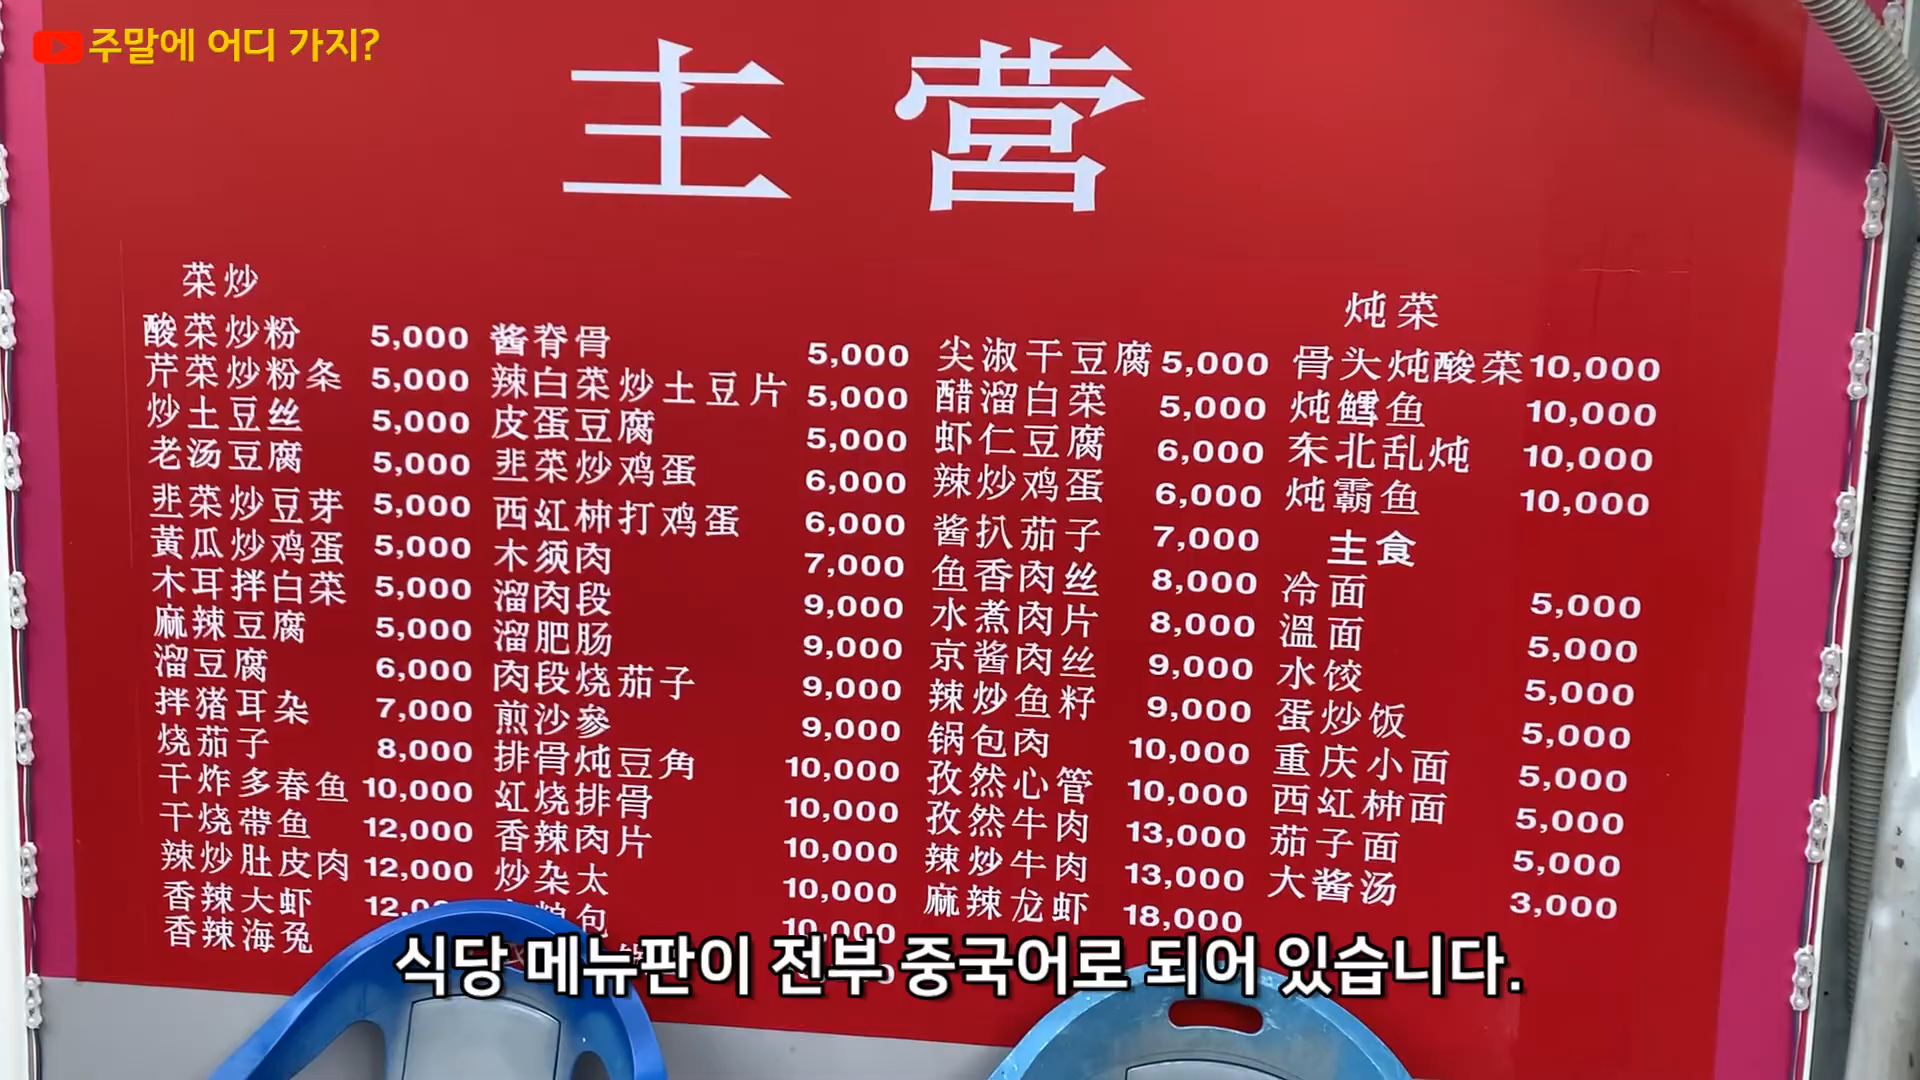 주말에 어디 가지?
主营
菜炒
酸菜炒粉 5,000
芹菜炒粉条 5,000
炒土豆丝 5,000
老汤豆腐 5,000
韭菜炒豆芽 5,000
黄瓜炒鸡蛋 5,000
木耳拌白菜 5,000
麻辣豆腐 5,000
溜豆腐 6,000
拌猪耳杂 7,000
烧茄子 8,000
干炸多春鱼 10,000
干烧带鱼 12,000
辣炒肚皮肉 12,000
香辣大虾
香辣海兔
酱脊骨 5,000
辣白菜炒土豆片 5,000
皮蛋豆腐 5,000
韭菜炒鸡蛋 6,000
西红柿打鸡蛋 6,000
木须肉 7,000
溜肉段 9,000
溜肥肠 9,000
肉段烧茄子 9,000
煎沙参 9,000
排骨炖豆角 10,000
红烧排骨 10,000
香辣肉片 10,000
炒杂太 10,000
包 10,000
尖淑干豆腐 5,000
醋溜白菜 5,000
虾仁豆腐 6,000
辣炒鸡蛋 6,000
酱扒茄子 7,000
鱼香肉丝 8,000
水煮肉片 8,000
京酱肉丝 9,000
辣炒鱼籽 9,000
锅包肉 10,000
孜然心管 10,000
孜然牛肉 13,000
辣炒牛肉 13,000
麻辣龙虾 18,000
炖菜
骨头炖酸菜 10,000
炖鳕鱼 10,000
东北乱炖 10,000
炖霸鱼 10,000
主食
冷面 5,000
溫面 5,000
水饺 5,000
蛋炒饭 5,000
重庆小面 5,000
西红柿面 5,000
茄子面 5,000
大酱汤 3,000
식당 메뉴판이 전부 중국어로 되어 있습니다.